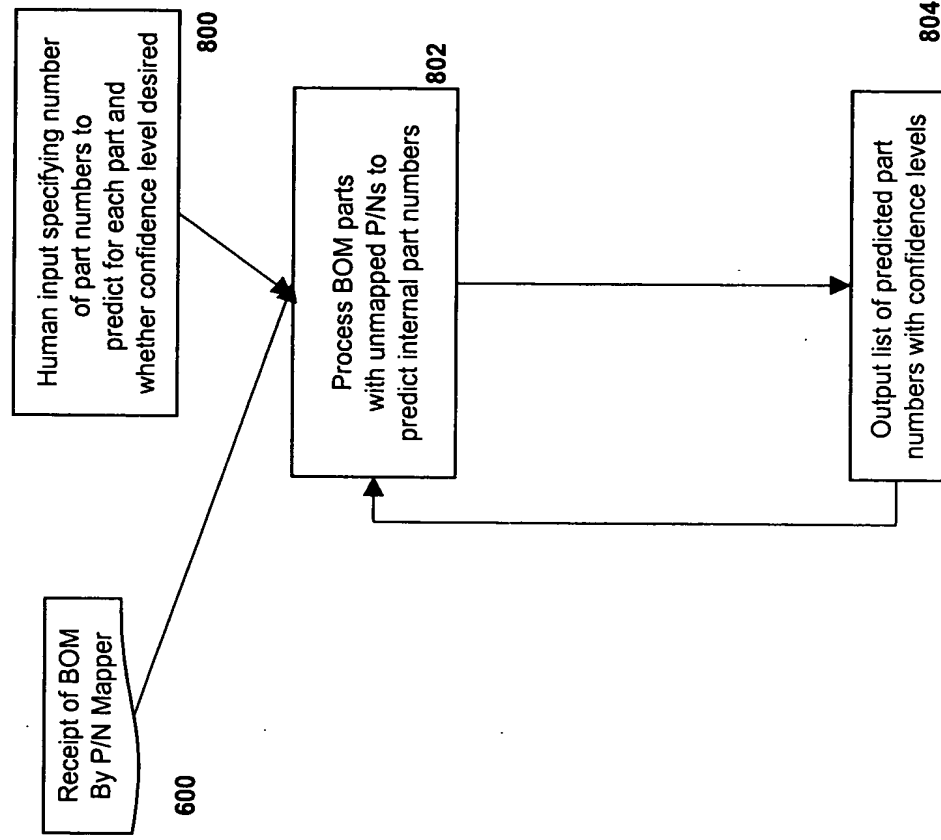 Receipt of BOM
By P/N Mapper
600
Human input specifying number
of part numbers to
predict for each part and
whether confidence level desired
800
Process BOM parts
with unmapped P/Ns to
predict internal part numbers
802
Output list of predicted part
numbers with confidence levels
804